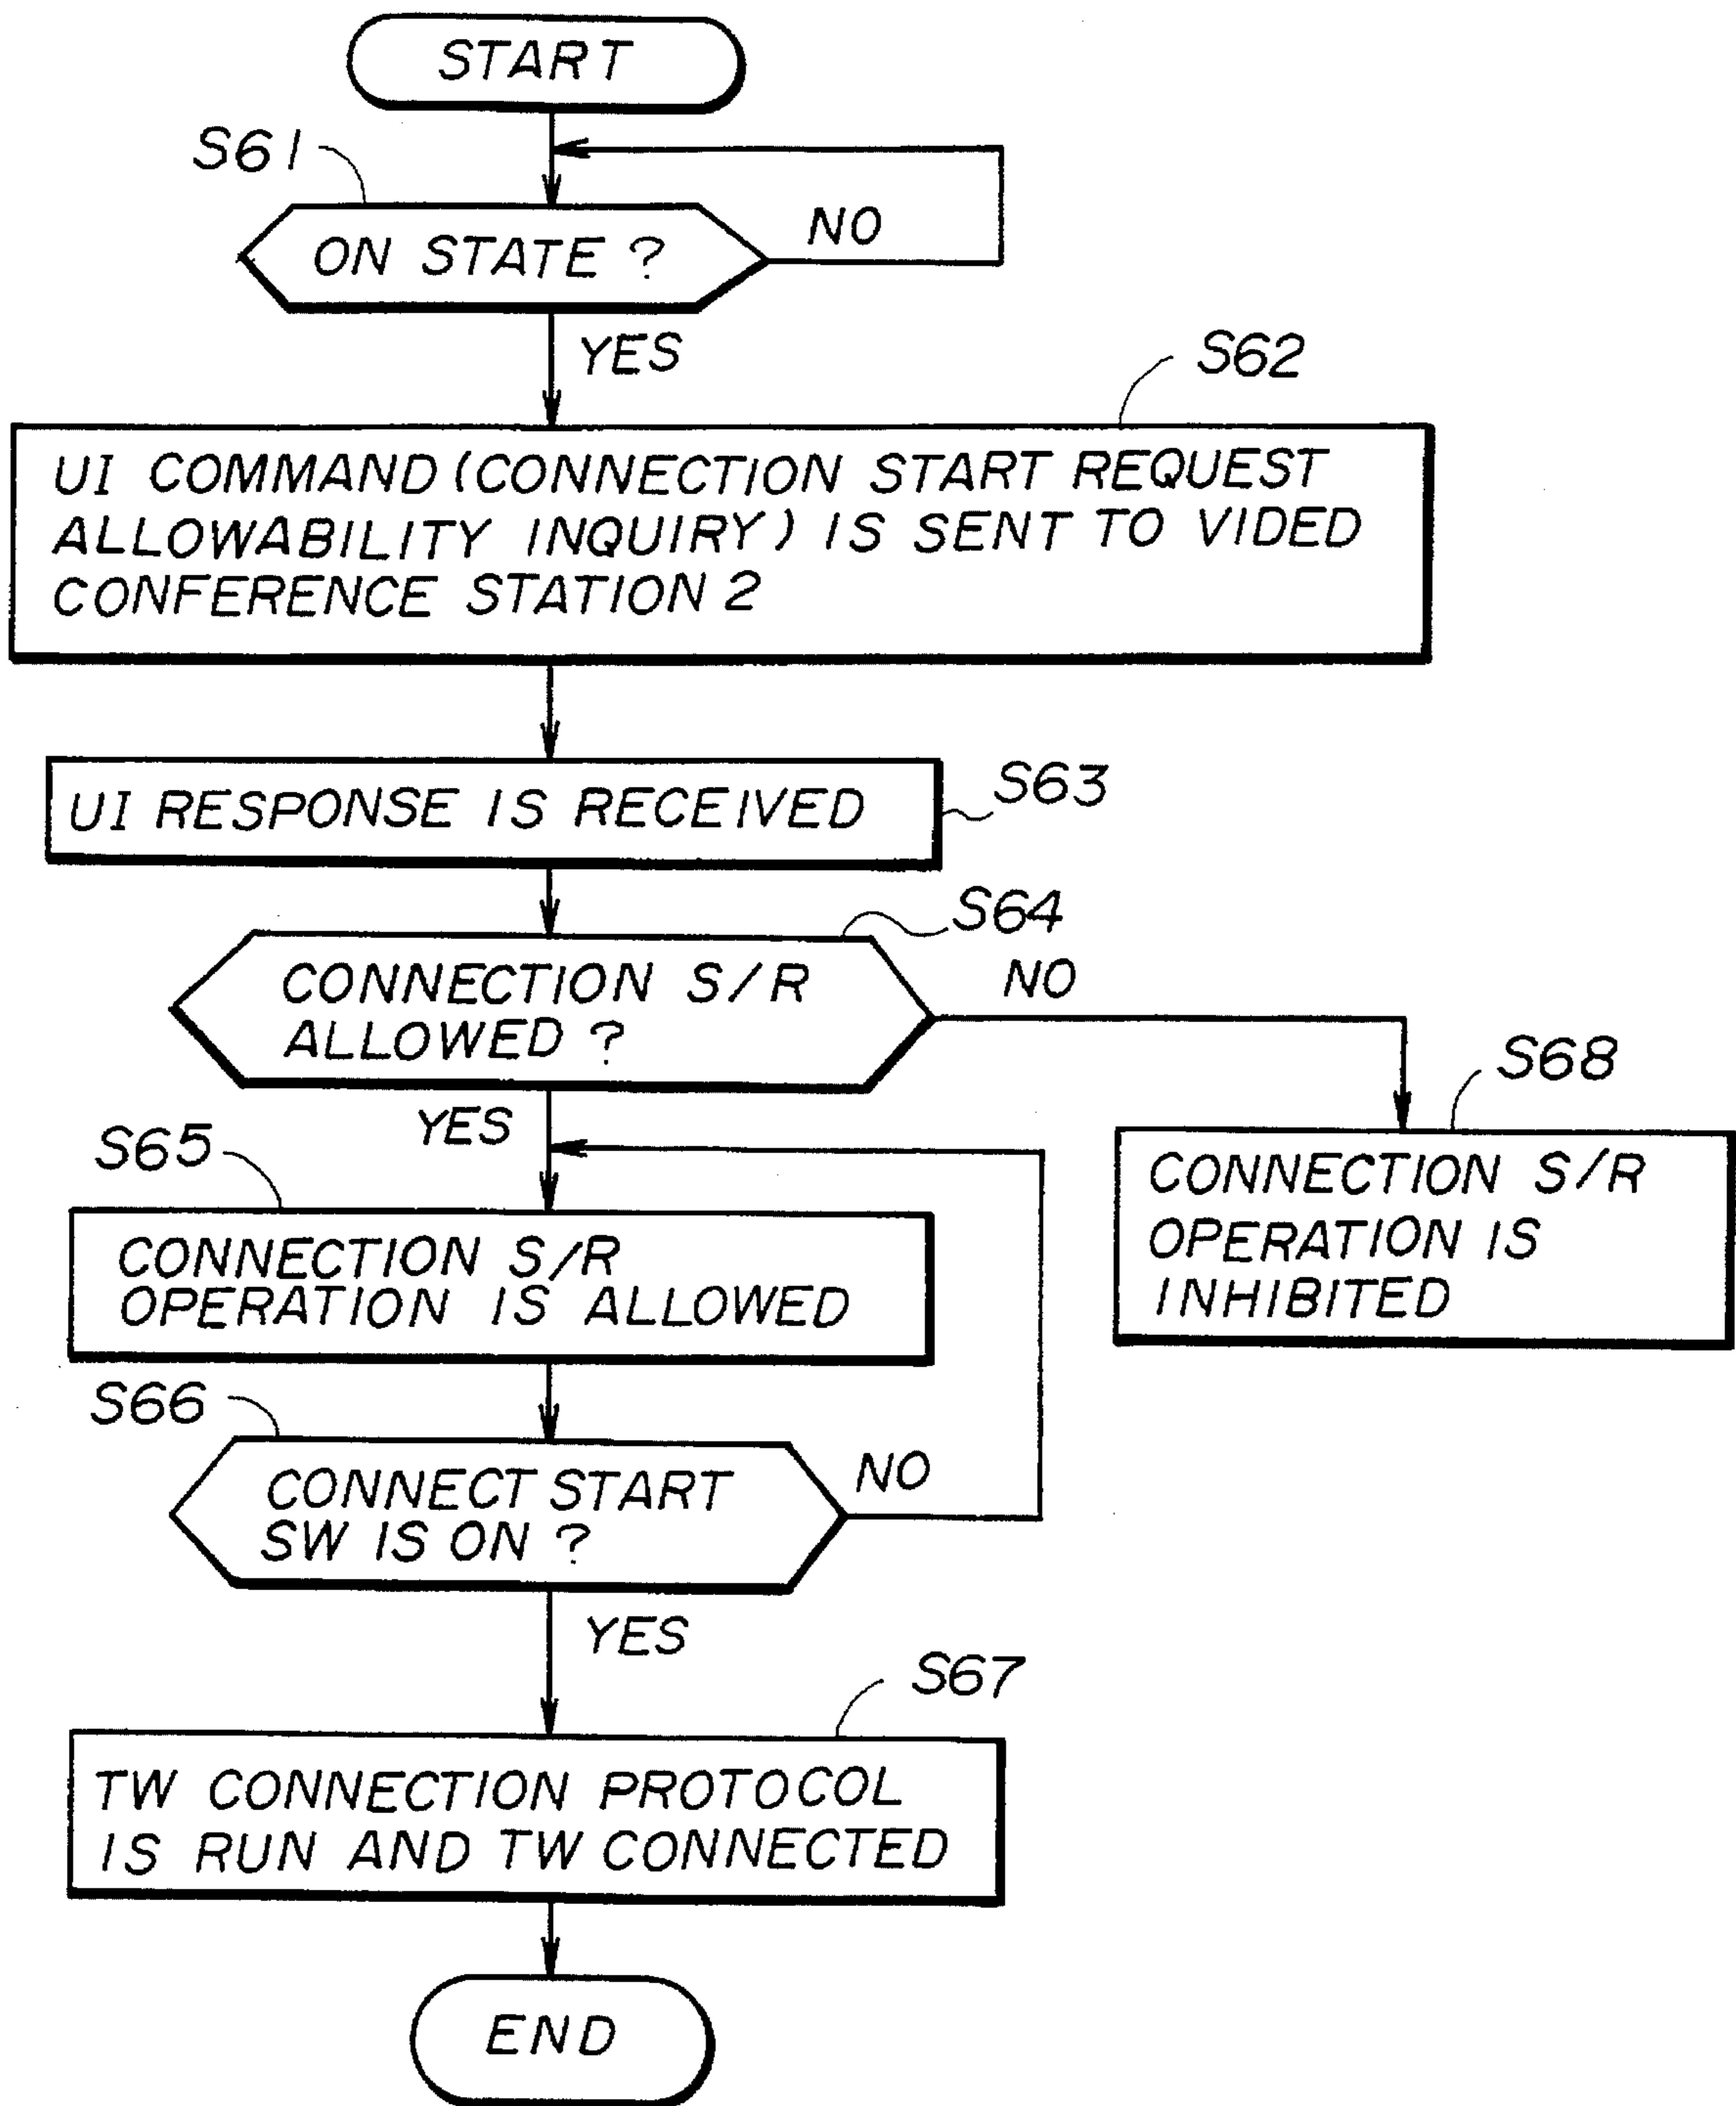 START
S61
ON STATE ?
NO
YES
S62
UI COMMAND (CONNECTION START REQUEST
ALLOWABILITY INQUIRY) IS SENT TO VIDED
CONFERENCE STATION 2
UI RESPONSE IS RECEIVED
S63
S64
CONNECTION S/R
ALLOWED ?
NO
YES
S68
CONNECTION S/R
OPERATION IS
INHIBITED
S65
CONNECTION S/R
OPERATION IS ALLOWED
S66
CONNECT START
SW IS ON ?
NO
YES
S67
TW CONNECTION PROTOCOL
IS RUN AND TW CONNECTED
END